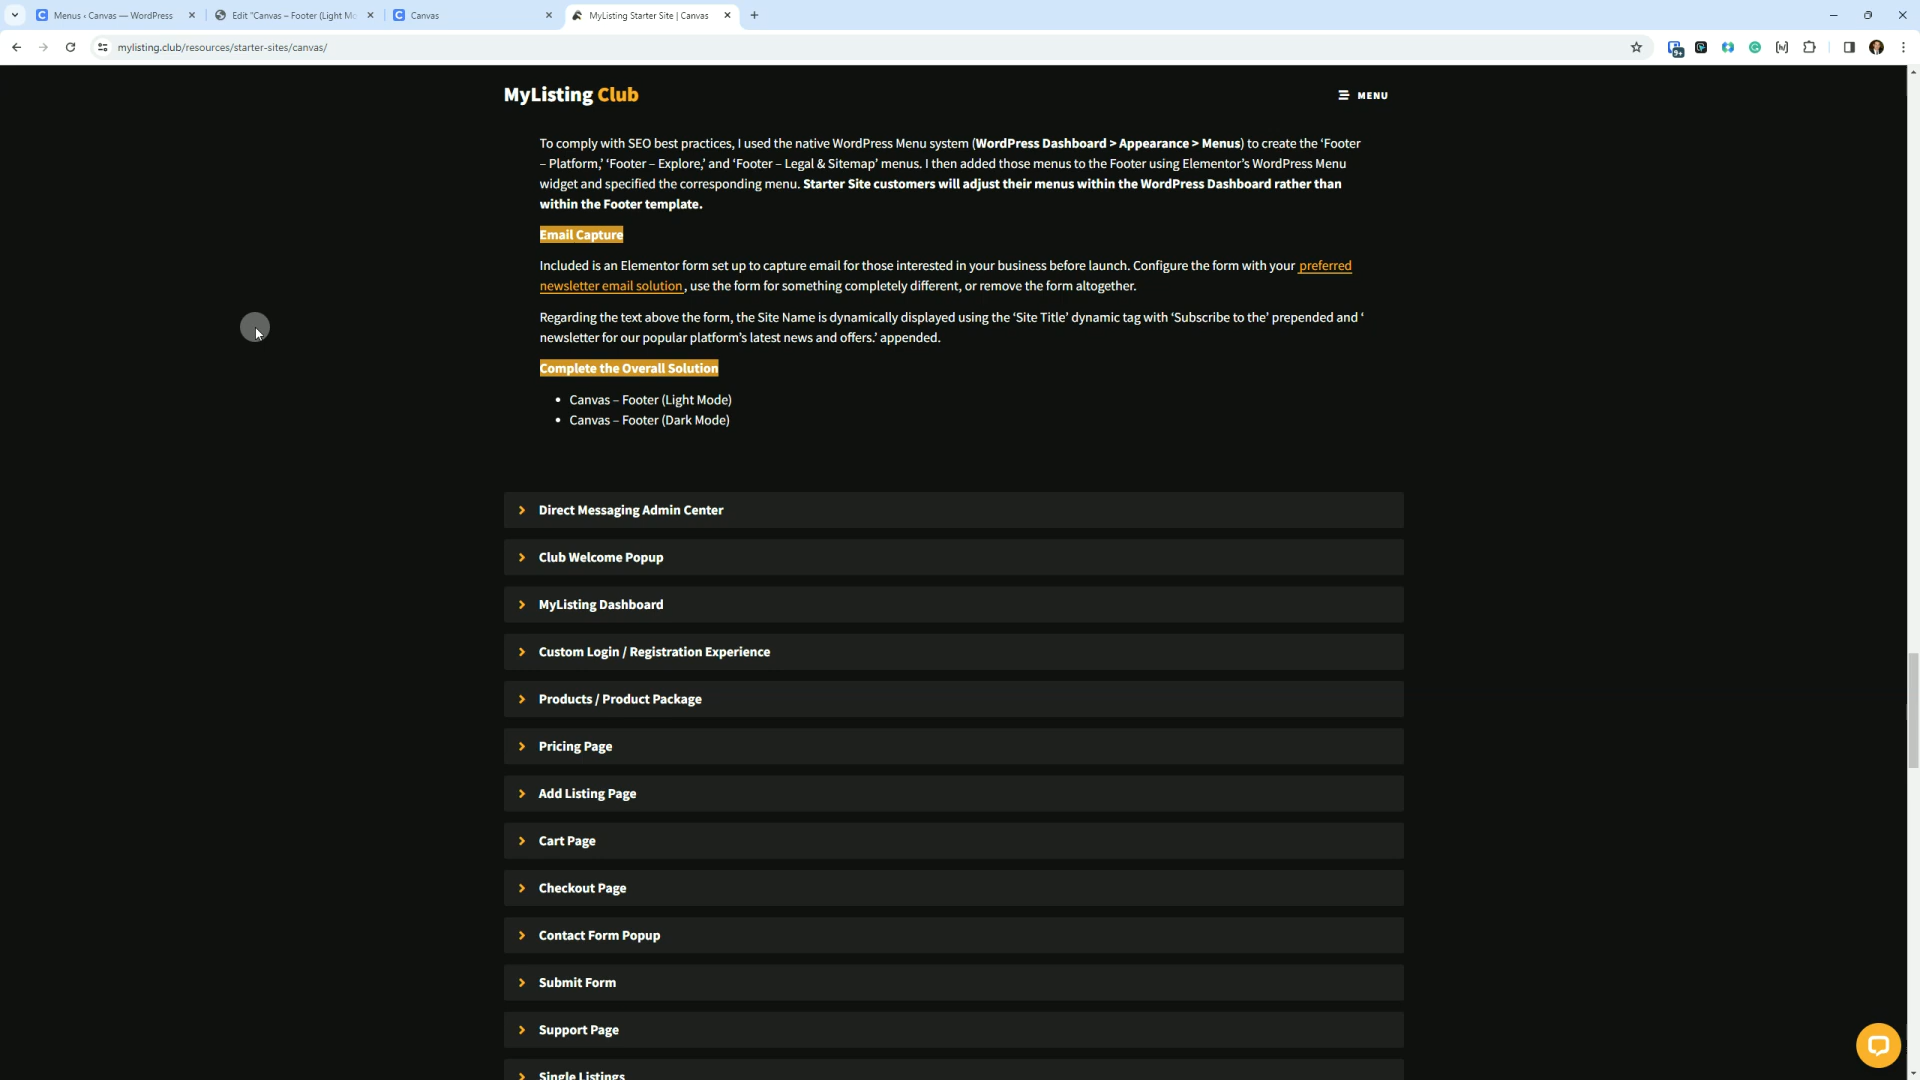 Menus ‹ Canvas — WordPress
Edit "Canvas – Footer (Light Mo
Canvas
MyListing Starter Site | Canvas
mylisting.club/resources/starter-sites/canvas/
9+
MyListing Club
MENU
To comply with SEO best practices, I used the native WordPress Menu system (WordPress Dashboard > Appearance > Menus) to create the ‘Footer
– Platform,’ ‘Footer – Explore,’ and ‘Footer – Legal & Sitemap’ menus. I then added those menus to the Footer using Elementor’s WordPress Menu
widget and specified the corresponding menu. Starter Site customers will adjust their menus within the WordPress Dashboard rather than
within the Footer template.
Email Capture
Included is an Elementor form set up to capture email for those interested in your business before launch. Configure the form with your preferred
newsletter email solution, use the form for something completely different, or remove the form altogether.
Regarding the text above the form, the Site Name is dynamically displayed using the ‘Site Title’ dynamic tag with ‘Subscribe to the’ prepended and ‘
newsletter for our popular platform’s latest news and offers.’ appended.
Complete the Overall Solution
• Canvas – Footer (Light Mode)
• Canvas – Footer (Dark Mode)
Direct Messaging Admin Center
Club Welcome Popup
MyListing Dashboard
Custom Login / Registration Experience
Products / Product Package
Pricing Page
Add Listing Page
Cart Page
Checkout Page
Contact Form Popup
Submit Form
Support Page
Single Listings